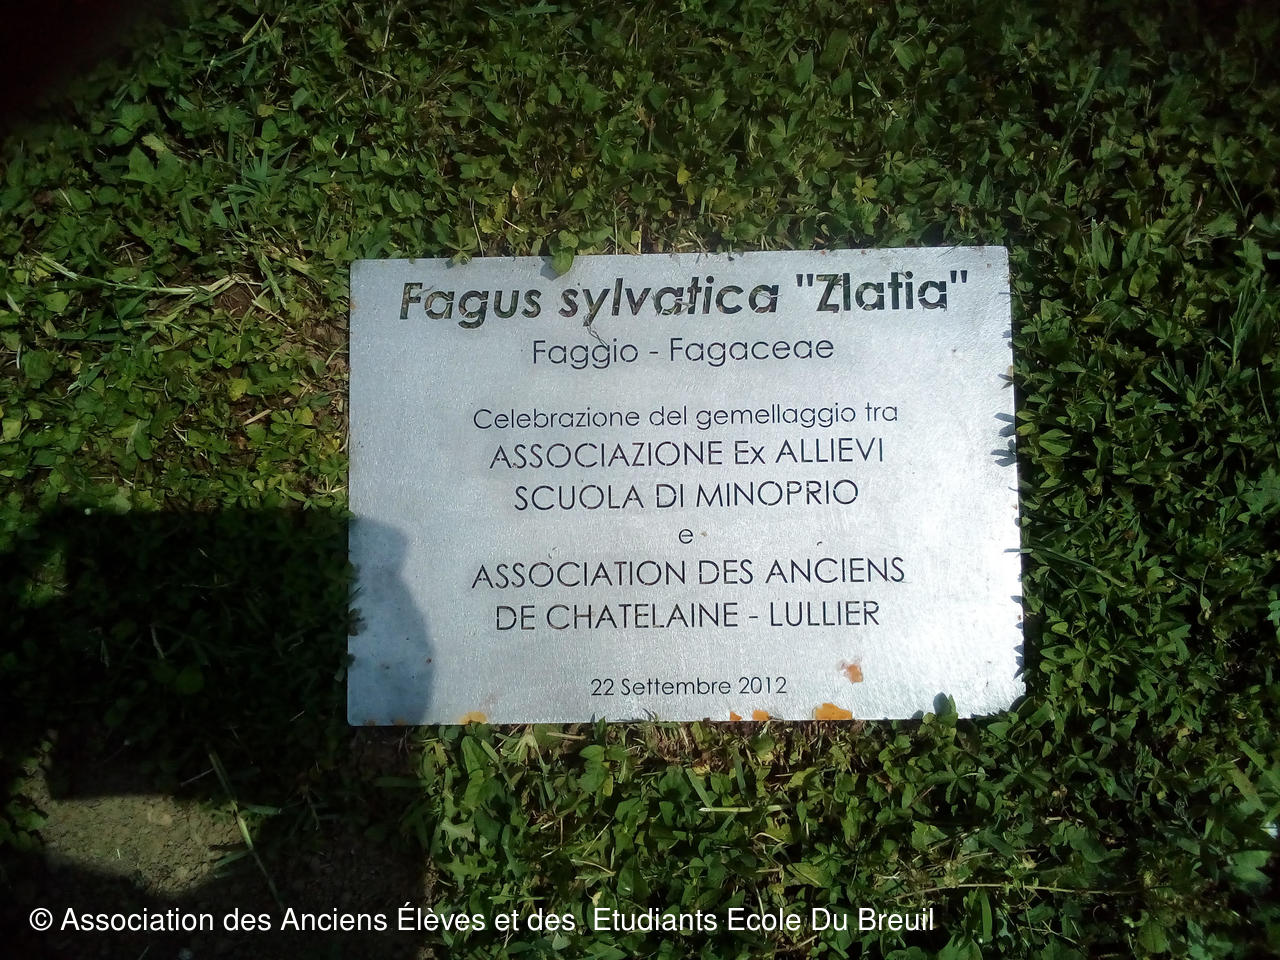 Fagus sylvatica "Zlatia"
Faggio - Fagaceae
Celebrazione del gemellaggio tra
ASSOCIAZIONE Ex ALLIEVI
SCUOLA DI MINOPRIO
e
ASSOCIATION DES ANCIENS
DE CHATELAINE - LULLIER
22 Settembre 2012
© Association des Anciens Élèves et des  Etudiants Ecole Du Breuil